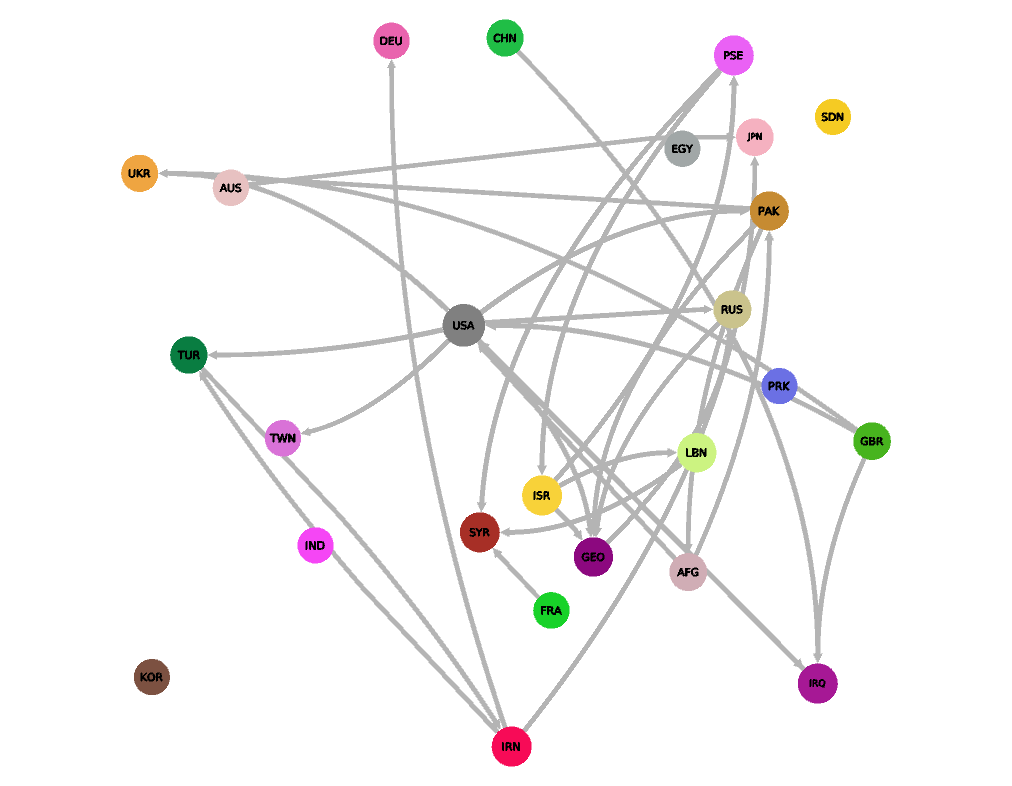 CHN
DEU
PSE
SDN
JPN
EGY
UKR
AUS
PAK
RUS
USA
TUR
PRK
TWN
GBR
LBN
ISR
SYR
IND
GEO
AFG
FRA
KOR
IRQ
IRN